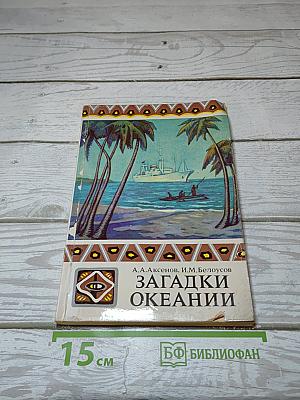 А.А.Аксенов, И.М.Белоусов
ЗАГАДКИ
ОКЕАНИИ
15 см
БФ БИБЛИОФАН